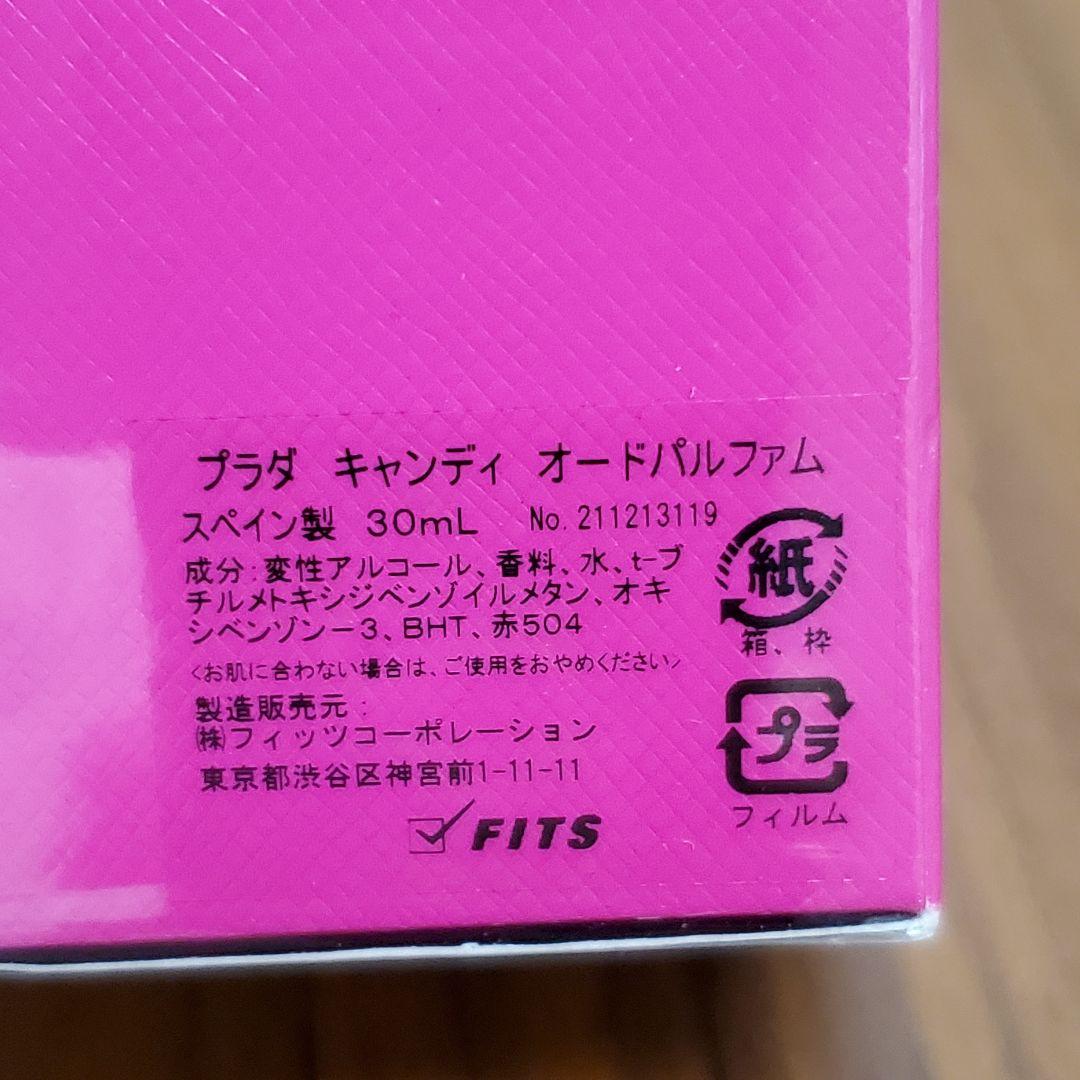 プラダ キャンディ オードパルファム
スペイン製 30mL No. 211213119
成分:変性アルコール、香料、水、t-ブ
チルメトキシジベンゾイルメタン、オキ
シベンゾン-3、BHT、赤504
<お肌に合わない場合は、ご使用をおやめください>
製造販売元:
㈱フィッツコーポレーション
東京都渋谷区神宮前1-11-11
FITS
紙
箱、枠
プラ
フィルム